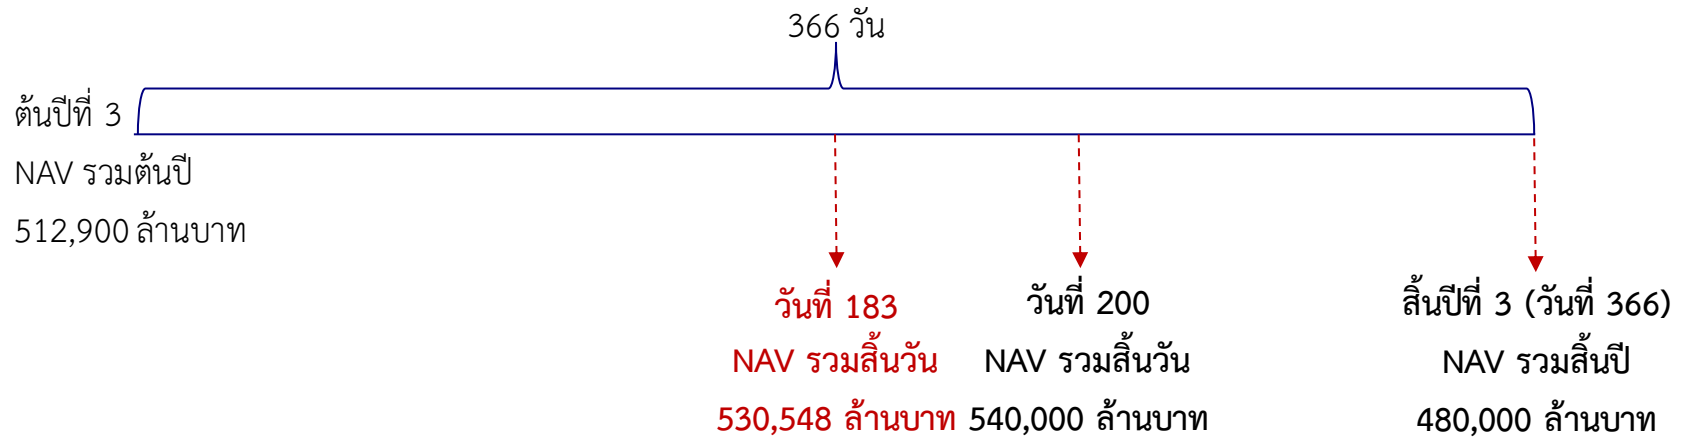 366 วัน
ต้นปีที่ 3
NAV รวมต้นปี
512,900 ล้านบาท
วันที่ 183
NAV รวมสิ้นวัน
530,548 ล้านบาท
วันที่ 200
NAV รวมสิ้นวัน
540,000 ล้านบาท
สิ้นปีที่ 3 (วันที่ 366)
NAV รวมสิ้นปี
480,000 ล้านบาท